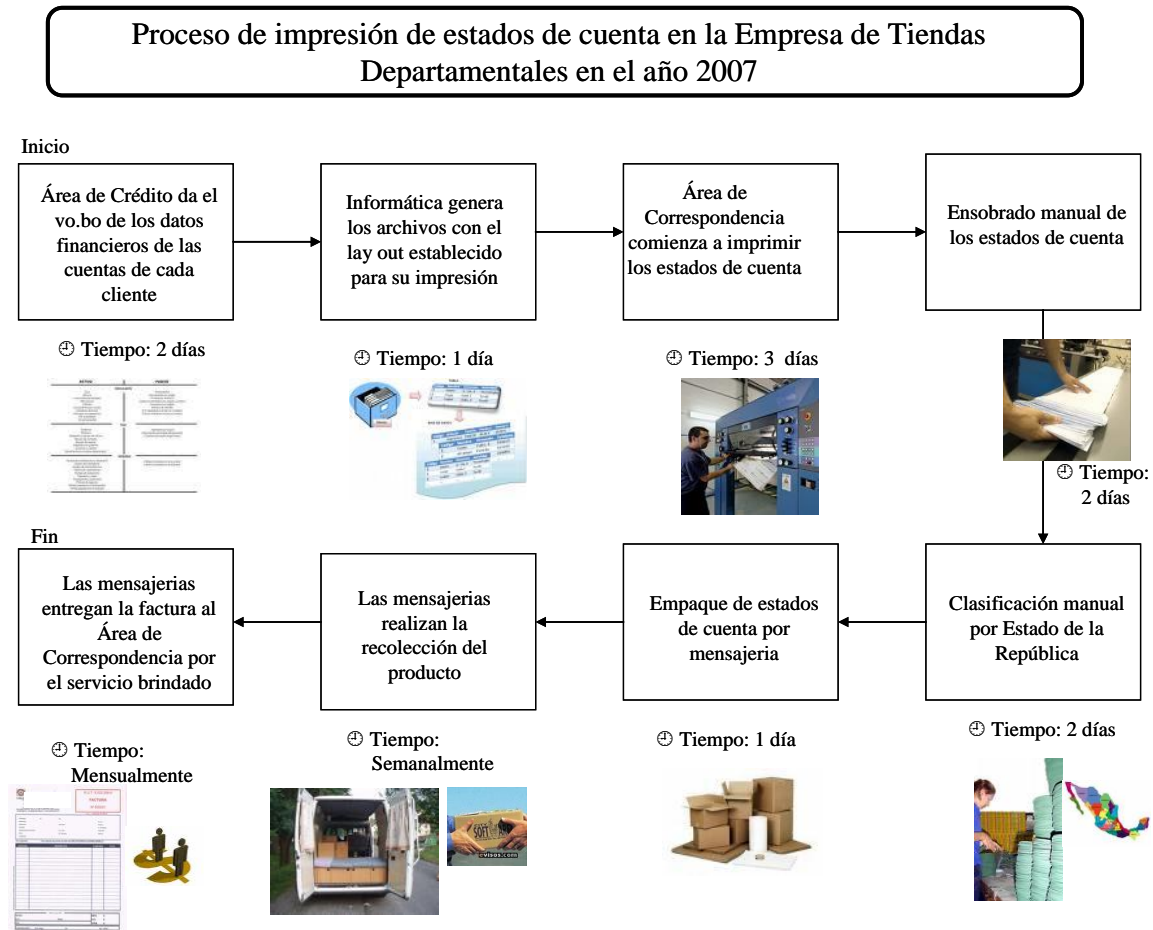 Proceso de impresión de estados de cuenta en la Empresa de Tiendas
Departamentales en el año 2007
Inicio
Área de Crédito da el
vo.bo de los datos
financieros de las
cuentas de cada
cliente
Informática genera
los archivos con el
lay out establecido
para su impresión
Área de
Correspondencia
comienza a imprimir
los estados de cuenta
Ensobrado manual de
los estados de cuenta
Tiempo: 2 días
Tiempo: 1 día
Tiempo: 3 días
Tiempo:
2 días
Fin
Las mensajerias
entregan la factura al
Área de
Correspondencia por
el servicio brindado
Las mensajerias
realizan la
recolección del
producto
Empaque de estados
de cuenta por
mensajeria
Clasificación manual
por Estado de la
República
Tiempo:
Mensualmente
Tiempo:
Semanalmente
Tiempo: 1 día
Tiempo: 2 días
FACTURA
SOFT